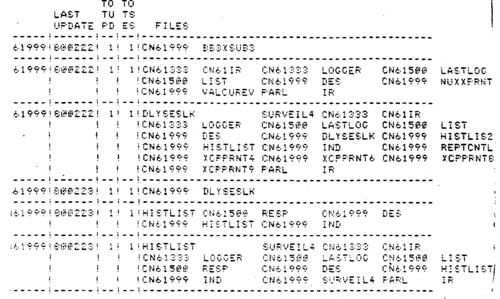 TO TO
LAST TU TS
UPDATE PD ES FILES
61999!800222! 1! 1!CN61999 BB3XSUB3
61999!800222! 1! 1!CN61333 CN61IR CN61333 LOGGER CN61500 LASTLOG
! ! ! !CN61500 LIST CN61999 DES CN61999 NUXXPRNT
! ! ! !CN61999 VALCUREV PARL IR
61999!800222! 1! 1!DLYSESLK SURVEIL4 CN61333 CN61IR
! ! ! !CN61333 LOGGER CN61500 LASTLOG CN61500 LIST
! ! ! !CN61999 DES CN61999 DLYSESLK CN61999 HISTLIS2
! ! ! !CN61999 HISTLIST CN61999 IND CN61999 REPTCNTL
! ! ! !CN61999 XCPPRNT4 CN61999 XCPPRNT6 CN61999 XCPPRNT8
! ! ! !CN61999 XCPPRNT9 PARL IR
61999!800223! 1! 1!CN61999 DLYSESLK
61999!800223! 1! 1!HISTLIST CN61500 RESP CN61999 DES
! ! ! !CN61999 HISTLIST CN61999 IND
61999!800223! 1! 1!HISTLIST SURVEIL4 CN61333 CN61IR
! ! ! !CN61333 LOGGER CN61500 LASTLOG CN61500 LIST
! ! ! !CN61500 RESP CN61999 DES CN61999 HISTLIST
! ! ! !CN61999 IND CN61999 SURVEIL4 PARL IR